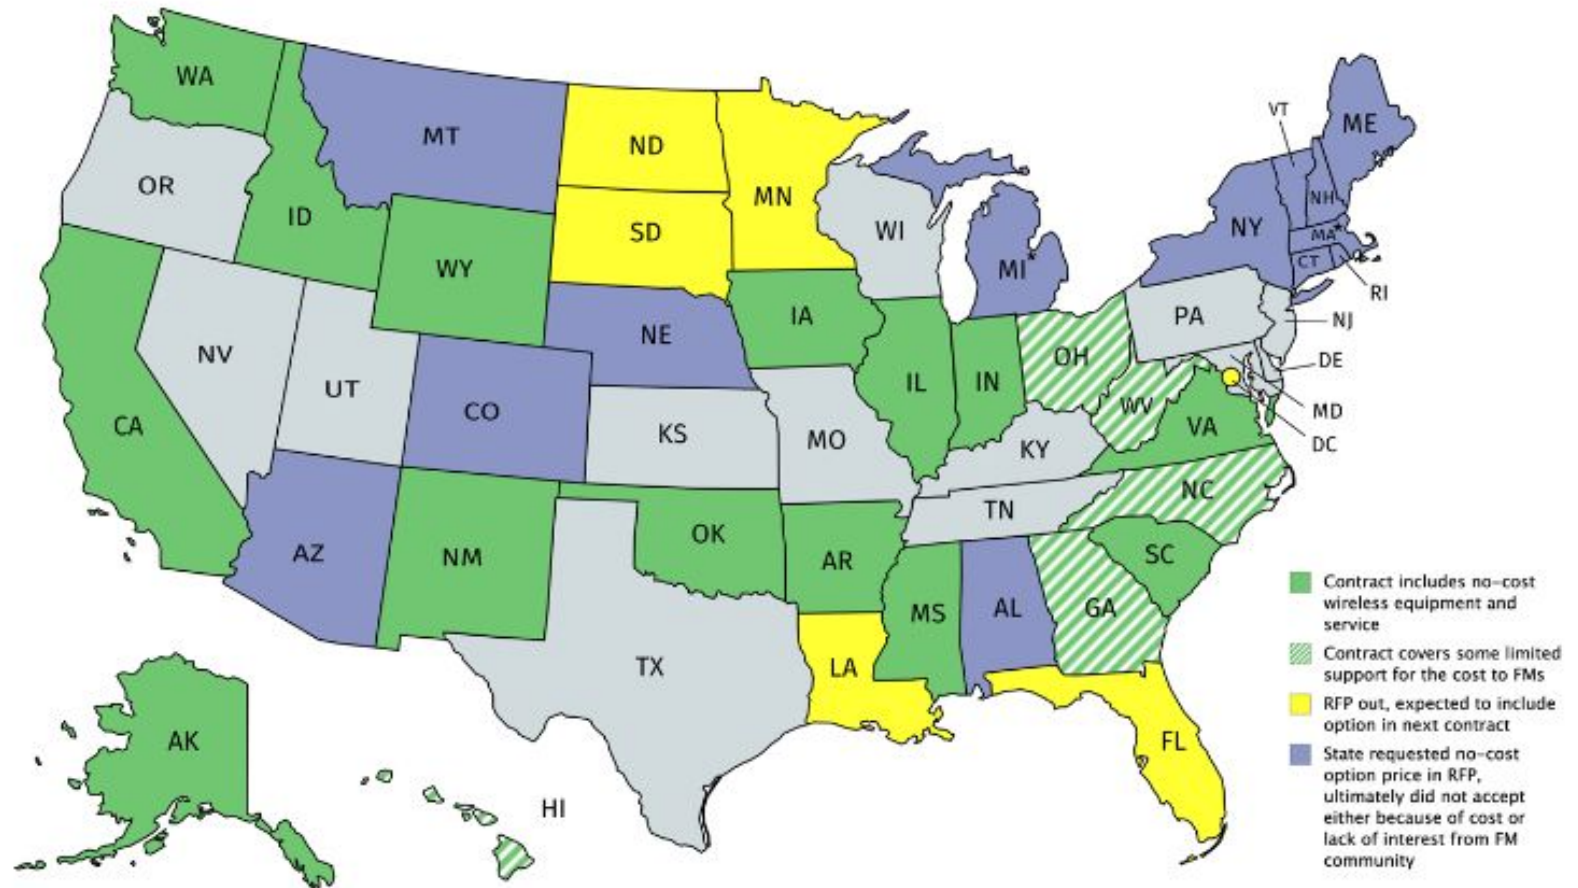 WA
MT
ND
MN
VT
ME
OR
ID
SD
WI
NH
NY
MA*
WY
MI*
CT
RI
IA
PA
NJ
NE
NV
OH
DE
UT
IL
IN
CO
WV
MD
CA
KS
MO
KY
VA
DC
NC
TN
AZ
NM
OK
AR
SC
MS
AL
GA
TX
LA
FL
AK
HI
Contract includes no-cost
wireless equipment and
service
Contract covers some limited
support for the cost to FMs
RFP out, expected to include
option in next contract
State requested no-cost
option price in RFP,
ultimately did not accept
either because of cost or
lack of interest from FM
community